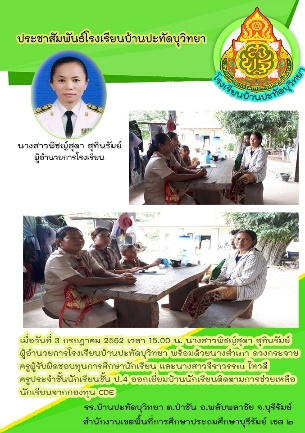 ประชาสัมพันธ์โรงเรียนบ้านปะทัดบุวิทยา
โรงเรียนบ้านปะทัดบุวิทยา
นางสาวพิชญ์สุดา สุทินรัมย์
ผู้อำนวยการโรงเรียน
เมื่อวันที่ 3 กรกฎาคม 2562 เวลา 15.00 น. นางสาวพิชญ์สุดา สุทินรัมย์
ผู้อำนวยการโรงเรียนบ้านปะทัดบุวิทยา พร้อมด้วยนางลำเภา ดวงกระจาย
ครูผู้รับผิดชอบทุนการศึกษานักเรียน และนางสาวจิราวรรณ ไหวดี
ครูประจำชั้นนักเรียนชั้น ป.4 ออกเยี่ยมบ้านนักเรียนติดตามการช่วยเหลือ
นักเรียนจากกองทุน CDE
รร.บ้านปะทัดบุวิทยา ต.ป่าชัน อ.พลับพลาชัย จ.บุรีรัมย์
สำนักงานเขตพื้นที่การศึกษาประถมศึกษาบุรีรัมย์ เขต ๒